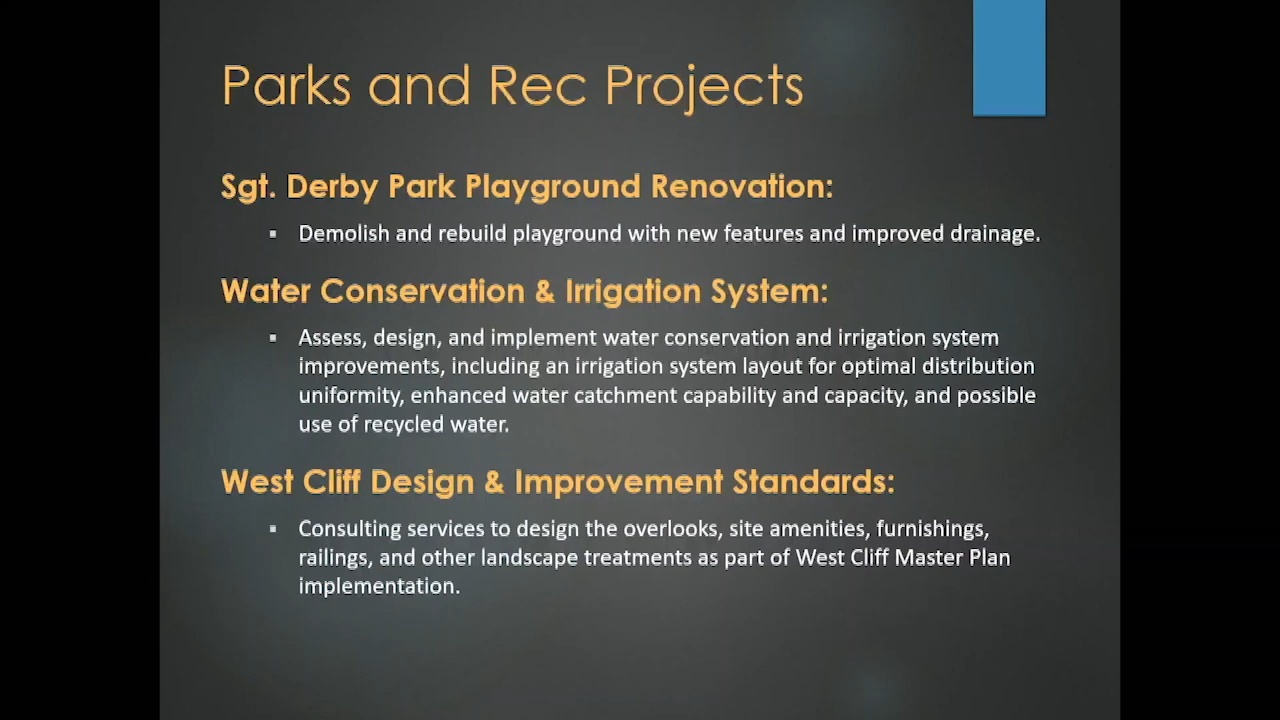 Parks and Rec Projects
Sgt. Derby Park Playground Renovation:
▪ Demolish and rebuild playground with new features and improved drainage.
Water Conservation & Irrigation System:
▪ Assess, design, and implement water conservation and irrigation system
improvements, including an irrigation system layout for optimal distribution
uniformity, enhanced water catchment capability and capacity, and possible
use of recycled water.
West Cliff Design & Improvement Standards:
▪ Consulting services to design the overlooks, site amenities, furnishings,
railings, and other landscape treatments as part of West Cliff Master Plan
implementation.